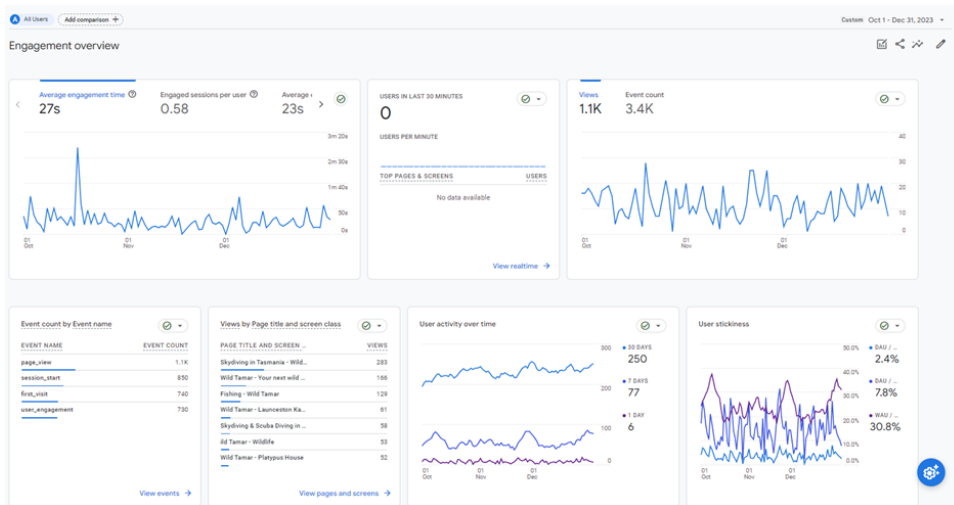 A All Users Add comparison + Custom Oct 1 - Dec 31, 2023
Engagement overview
Average engagement time Engaged sessions per user Average
27s 0.58 23s
3m 20s
2m 30s
1m 40s
50s
0s
01 01 01
Oct Nov Dec
USERS IN LAST 30 MINUTES
0
USERS PER MINUTE
TOP PAGES & SCREENS USERS
No data available
View realtime
Views Event count
1.1K 3.4K
40
30
20
10
0
01 01 01
Oct Nov Dec
Event count by Event name
EVENT NAME EVENT COUNT
page_view 1.1K
session_start 850
first_visit 740
user_engagement 730
View events
Views by Page title and screen class
PAGE TITLE AND SCREEN ... VIEWS
Skydiving in Tasmania - Wild... 283
Wild Tamar - Your next wild ... 166
Fishing - Wild Tamar 129
Wild Tamar - Launceston Ka... 61
Skydiving & Scuba Diving in ... 58
ild Tamar - Wildlife 53
Wild Tamar - Platypus House 52
View pages and screens
User activity over time
300
200
100
0
01 01 01
Oct Nov Dec
30 DAYS
250
7 DAYS
77
1 DAY
6
User stickiness
50.0%
40.0%
30.0%
20.0%
10.0%
0.0%
01 01 01
Oct Nov Dec
DAU / ...
2.4%
DAU / ...
7.8%
WAU / ...
30.8%